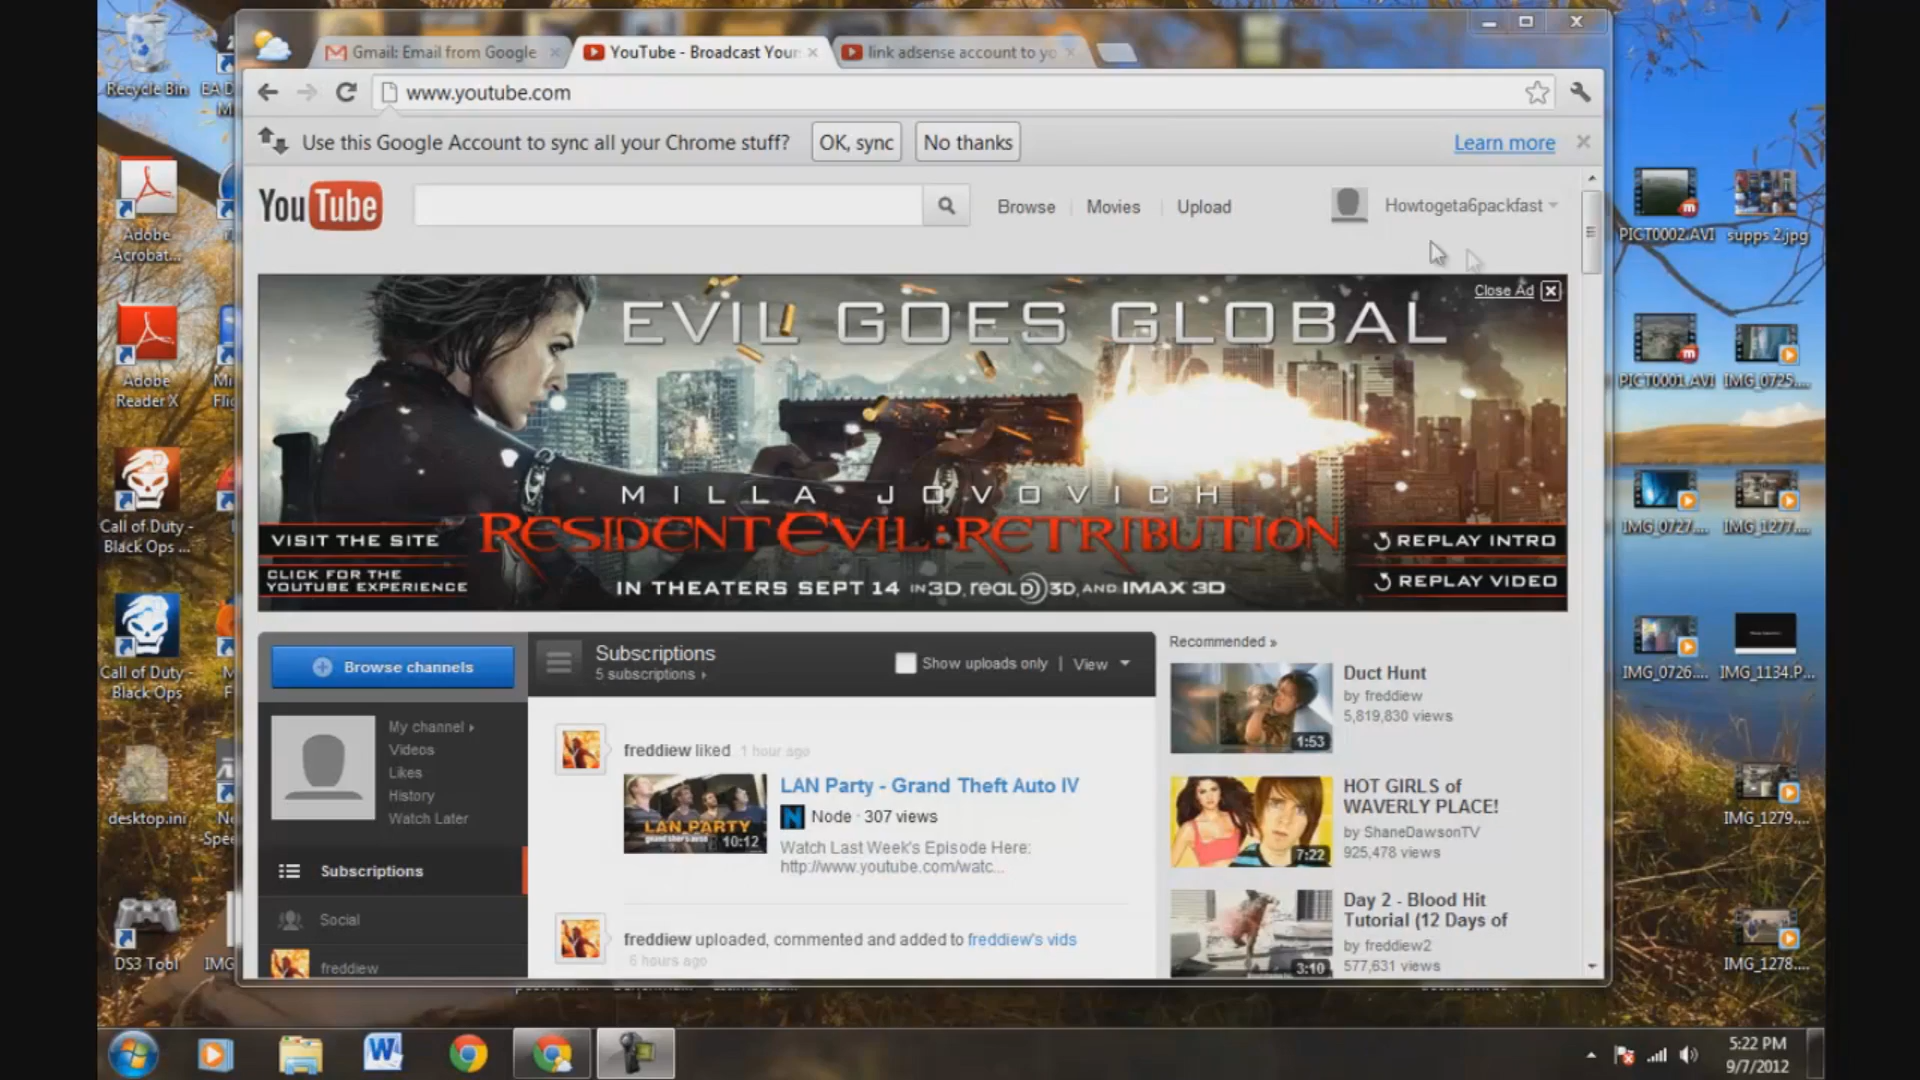 Gmail: Email from Google
YouTube - Broadcast Your
link adsense account to yo
www.youtube.com
Use this Google Account to sync all your Chrome stuff?
OK, sync
No thanks
Learn more
YouTube
Browse
Movies
Upload
Howtogeta6packfast
Close Ad
EVIL GOES GLOBAL
MILLA JOVOVICH
RESIDENT EVIL:RETRIBUTION
IN THEATERS SEPT 14 IN 3D, REAL D 3D, AND IMAX 3D
VISIT THE SITE
CLICK FOR THE
YOUTUBE EXPERIENCE
REPLAY INTRO
REPLAY VIDEO
Browse channels
My channel
Videos
Likes
History
Watch Later
Subscriptions
Social
freddiew
Subscriptions
5 subscriptions
Show uploads only
View
freddiew liked 1 hour ago
LAN PARTY
10:12
LAN Party - Grand Theft Auto IV
Node · 307 views
Watch Last Week's Episode Here:
http://www.youtube.com/watc...
freddiew uploaded, commented and added to freddiew's vids
6 hours ago
Recommended »
1:53
Duct Hunt
by freddiew
5,819,830 views
7:22
HOT GIRLS of
WAVERLY PLACE!
by ShaneDawsonTV
925,478 views
3:10
Day 2 - Blood Hit
Tutorial (12 Days of
by freddiew2
577,631 views
Recycle Bin
Adobe
Acrobat...
Adobe
Reader X
Call of Duty -
Black Ops ...
Call of Duty -
Black Ops
desktop.ini
DS3 Tool
EA D
IMG
PICT0002.AVI
supps 2.jpg
PICT0001.AVI
IMG_0725....
IMG_0727....
IMG_1277....
IMG_0726....
IMG_1134.P...
IMG_1279....
IMG_1278....
5:22 PM
9/7/2012